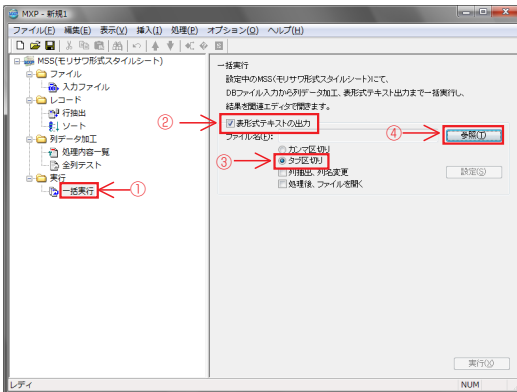 MXP - 新規1
ファイル(F) 編集(E) 表示(V) 挿入(I) 処理(P) オプション(O) ヘルプ(H)
MSS(モリサワ形式スタイルシート)
ファイル
入力ファイル
レコード
行抽出
ソート
列データ加工
処理内容一覧
全列テスト
実行
一括実行
①
一括実行
設定中のMSS(モリサワ形式スタイルシート)にて、
DBファイル入力から列データ加工、表形式テキスト出力まで一括実行し、
結果を関連エディタで開きます。
②
表形式テキストの出力
④
ファイル名(F):
参照(T)
カンマ区切り
③
タブ区切り
列抽出、列名変更
設定(S)
処理後、ファイルを開く
実行(X)
レディ
NUM